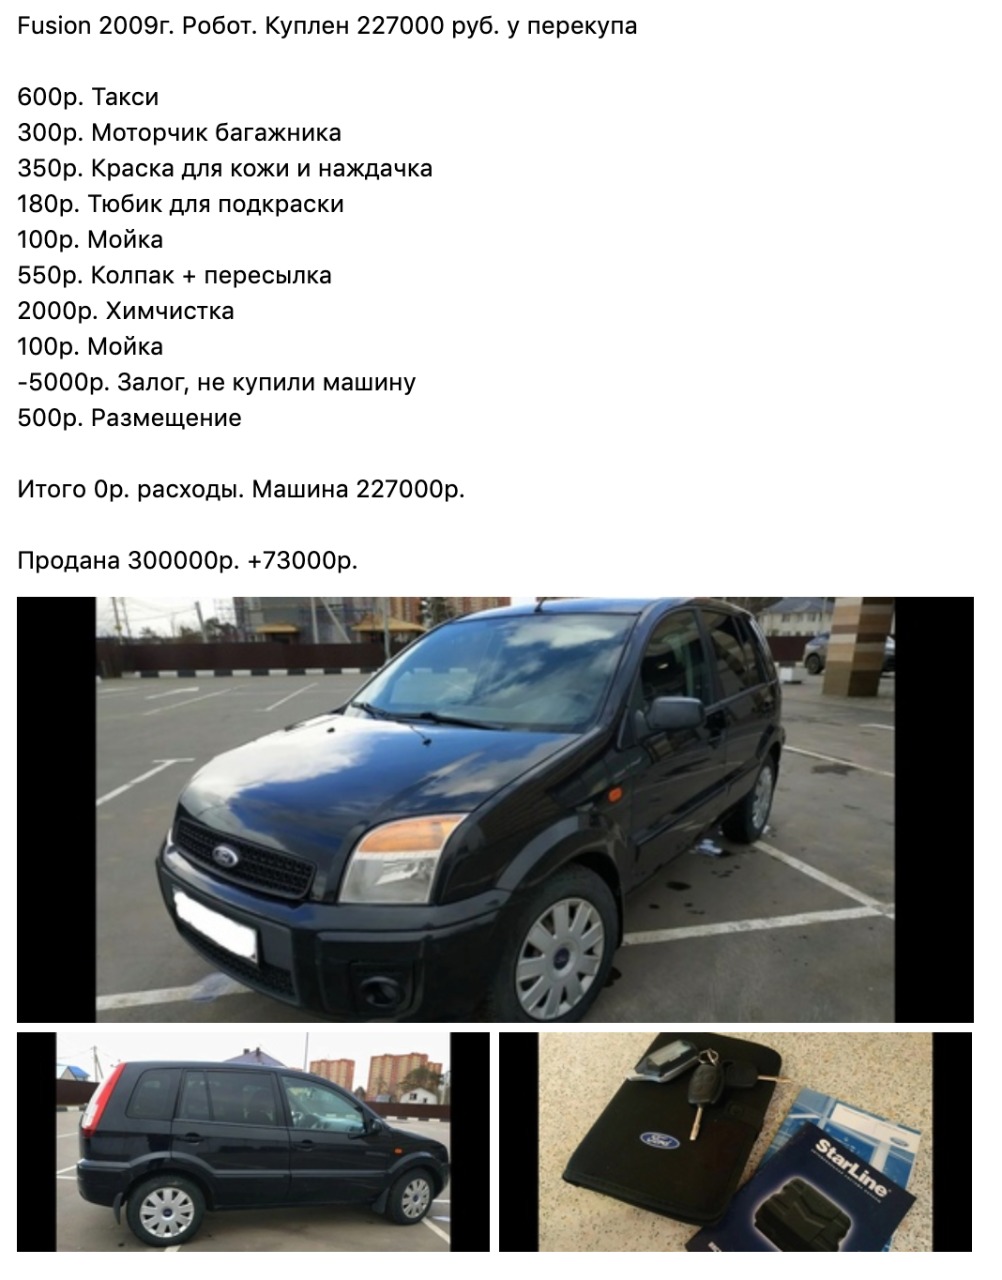 Fusion 2009г. Робот. Куплен 227000 руб. у перекупа
600р. Такси
300р. Моторчик багажника
350р. Краска для кожи и наждачка
180р. Тюбик для подкраски
100р. Мойка
550р. Колпак + пересылка
2000р. Химчистка
100р. Мойка
-5000р. Залог, не купили машину
500р. Размещение
Итого 0р. расходы. Машина 227000р.
Продана 300000р. +73000р.
Ford
StarLine